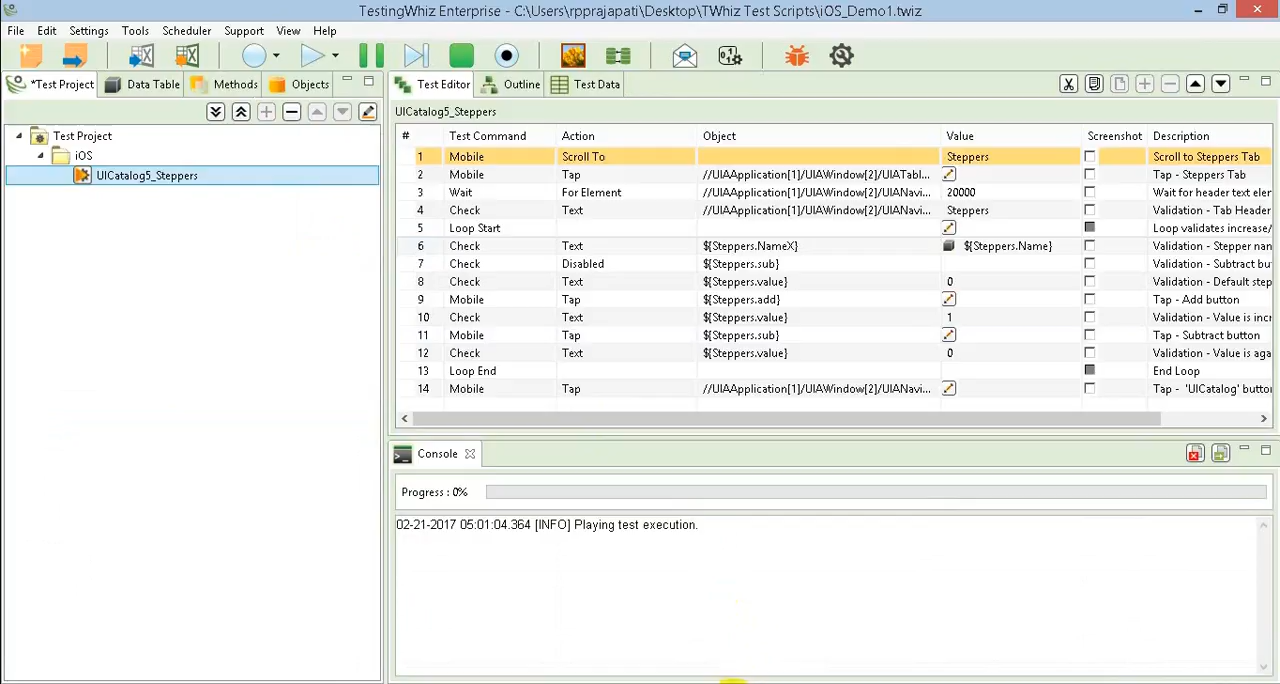 TestingWhiz Enterprise - C:\Users\rpprajapati\Desktop\TWhiz Test Scripts\iOS_Demo1.twiz
File Edit Settings Tools Scheduler Support View Help
*Test Project Data Table Methods Objects
Test Editor Outline Test Data
UICatalog5_Steppers
Test Project
iOS
UICatalog5_Steppers
# Test Command Action Object Value Screenshot Description
1 Mobile Scroll To Steppers Scroll to Steppers Tab
2 Mobile Tap //UIAApplication[1]/UIAWindow[2]/UIATabl... Tap - Steppers Tab
3 Wait For Element //UIAApplication[1]/UIAWindow[2]/UIANavi... 20000 Wait for header text elen
4 Check Text //UIAApplication[1]/UIAWindow[2]/UIANavi... Steppers Validation - Tab Header
5 Loop Start Loop validates increase/
6 Check Text ${Steppers.NameX} ${Steppers.Name} Validation - Stepper nan
7 Check Disabled ${Steppers.sub} Validation - Subtract bu
8 Check Text ${Steppers.value} 0 Validation - Default step
9 Mobile Tap ${Steppers.add} Tap - Add button
10 Check Text ${Steppers.value} 1 Validation - Value is incr
11 Mobile Tap ${Steppers.sub} Tap - Subtract button
12 Check Text ${Steppers.value} 0 Validation - Value is aga
13 Loop End End Loop
14 Mobile Tap //UIAApplication[1]/UIAWindow[2]/UIANavi... Tap - 'UICatalog' butto
Console
Progress : 0%
02-21-2017 05:01:04.364 [INFO] Playing test execution.